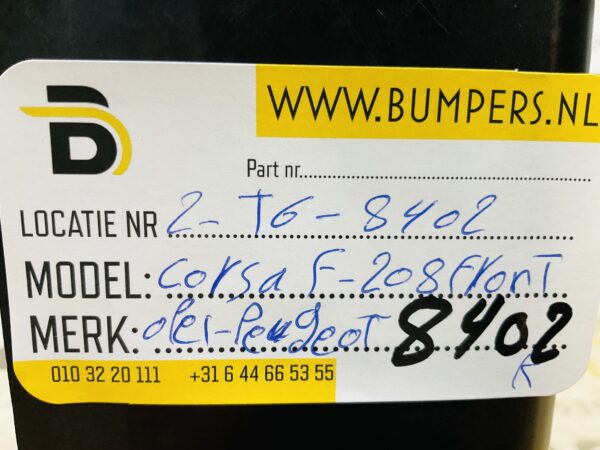 WWW.BUMPERS.NL
B
Part nr.
LOCATIE NR 2-TG-8402
MODEL: Corsa F-208 front
MERK: opel-Peugeot 8402
R
010 32 20 111 +31 6 44 66 53 55